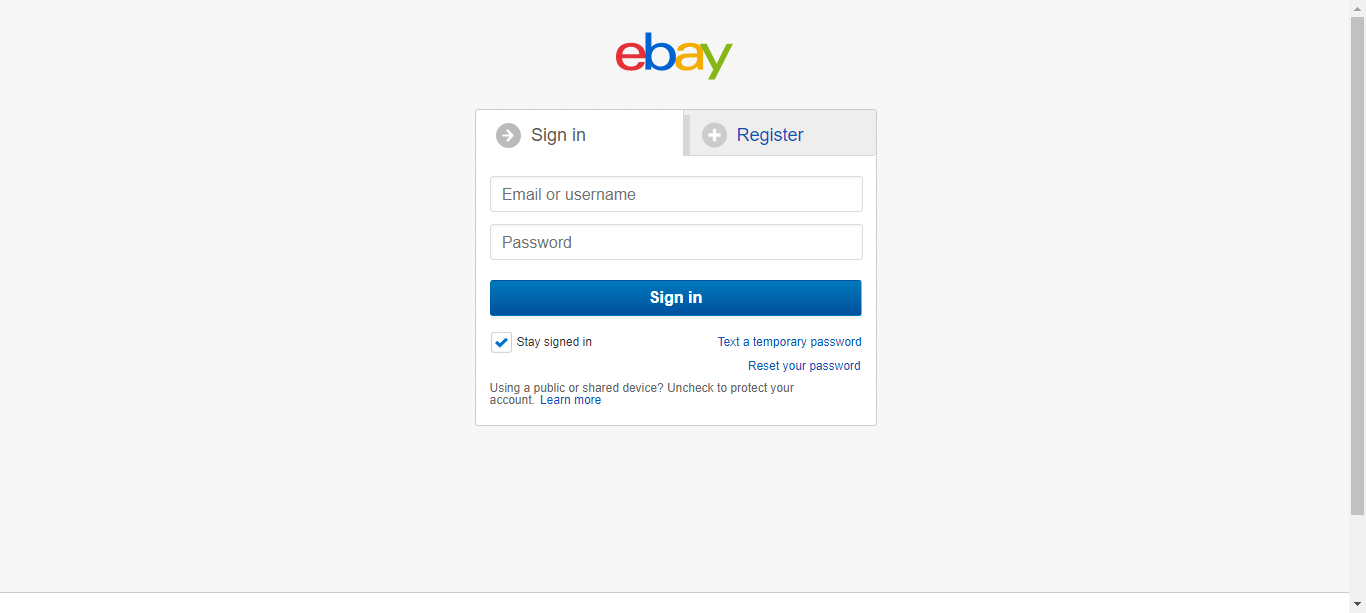 ebay
Sign in
Register
Email or username
Password
Sign in
Stay signed in
Text a temporary password
Reset your password
Using a public or shared device? Uncheck to protect your
account. Learn more